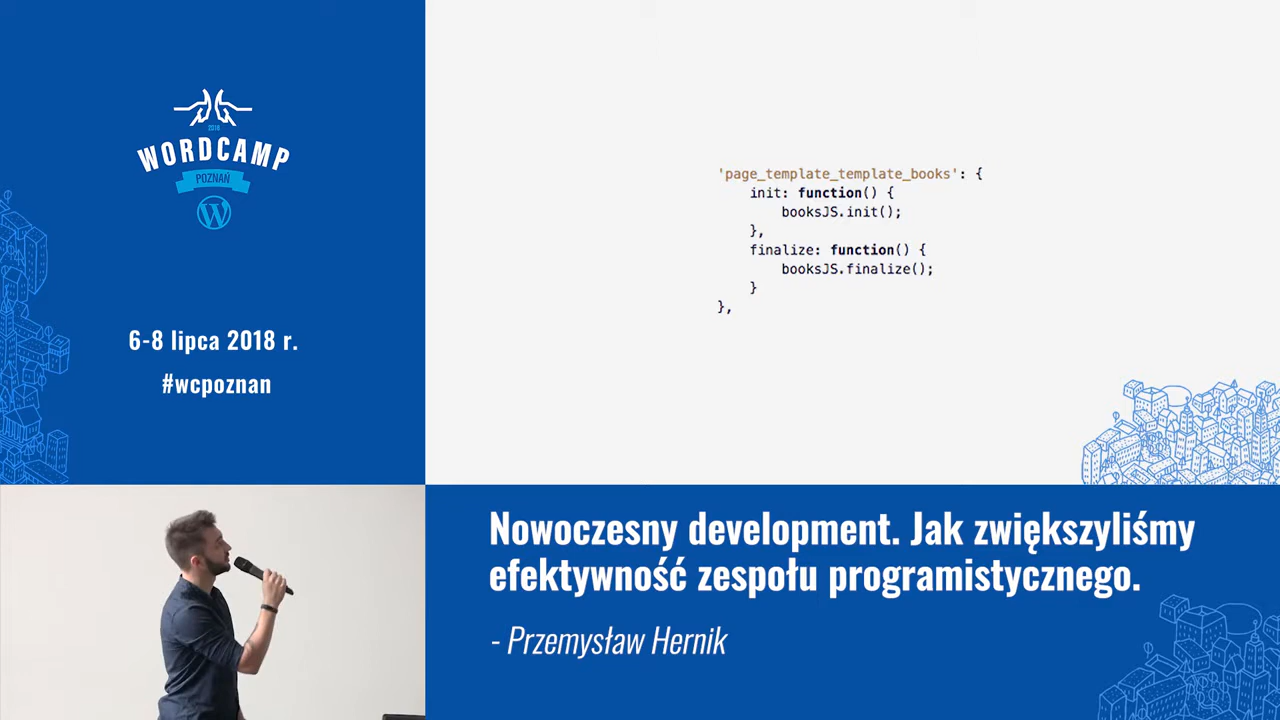 2018
WORDCAMP
POZNAŃ
6-8 lipca 2018 r.
#wcpoznan
'page_template_template_books': {
    init: function() {
        booksJS.init();
    },
    finalize: function() {
        booksJS.finalize();
    }
},
Nowoczesny development. Jak zwiększyliśmy
efektywność zespołu programistycznego.
- Przemysław Hernik